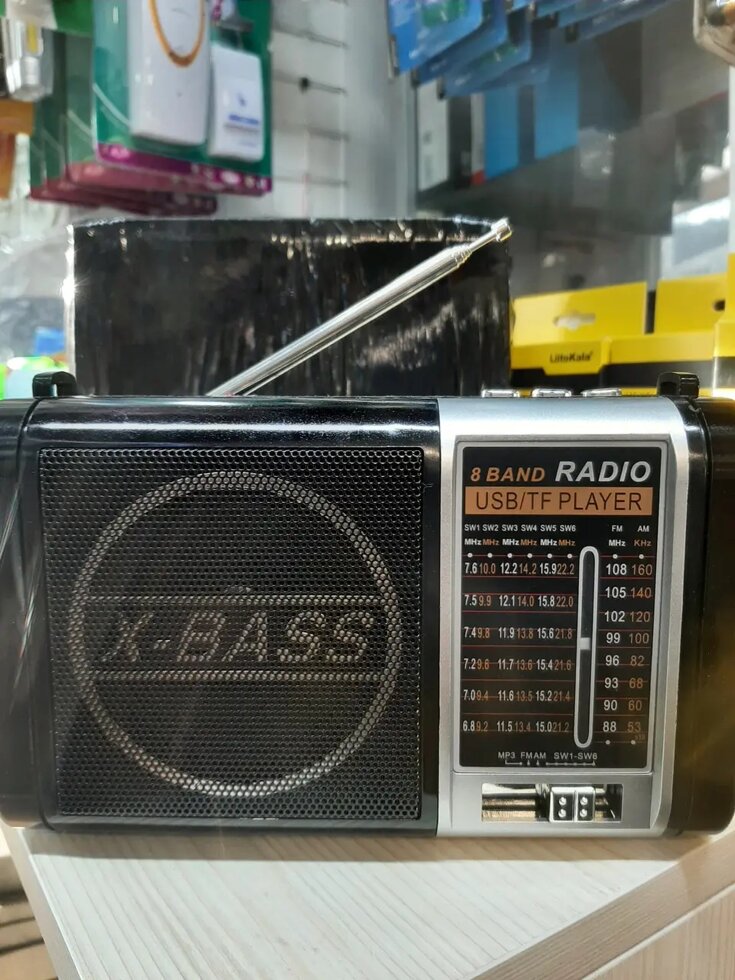 LiitoKala
8 BAND RADIO
USB/TF PLAYER
SW1 SW2 SW3 SW4 SW5 SW6 FM AM
MHz MHz MHz MHz MHz MHz MHz KHz
7.6 10.0 12.2 14.2 15.9 22.2 108 160
7.5 9.9 12.1 14.0 15.8 22.0 105 140
102 120
7.4 9.8 11.9 13.8 15.6 21.8 99 100
7.2 9.6 11.7 13.6 15.4 21.6 96 82
93 68
7.0 9.4 11.6 13.5 15.2 21.4 90 60
6.8 9.2 11.5 13.4 15.0 21.2 88 53
x10
MP3 FM AM SW1-SW6
X-BASS